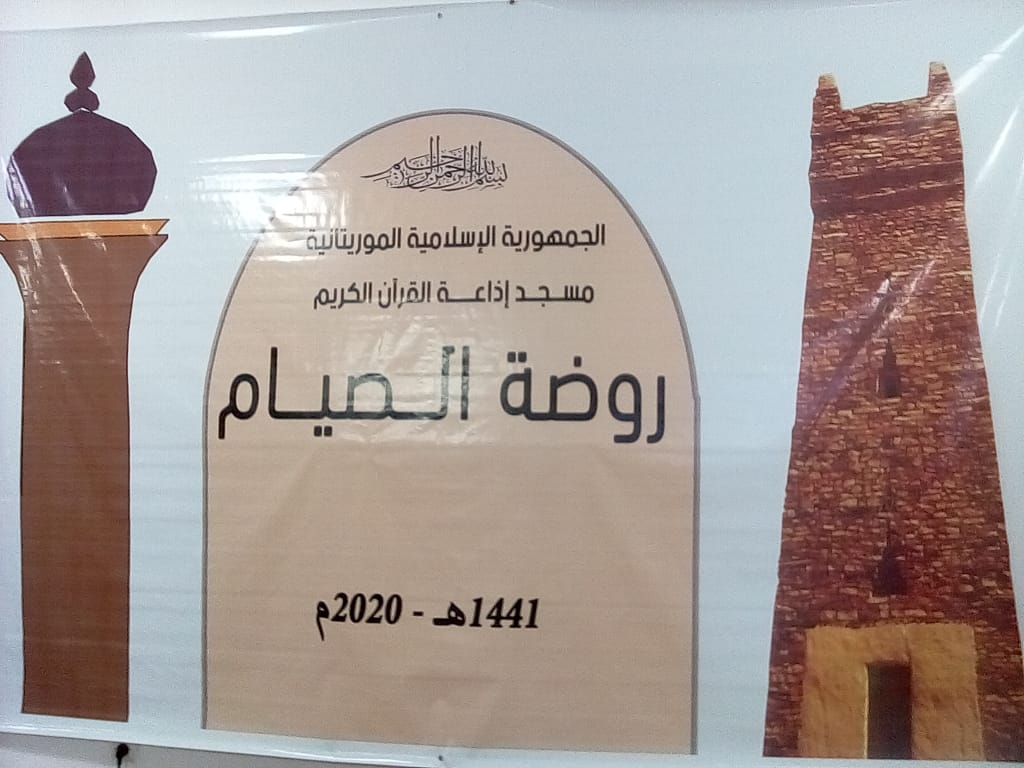 بسم الله الرحمن الرحيم
الجمهورية الإسلامية الموريتانية
مسجد إذاعة القرآن الكريم
روضة الصيام
1441هـ - 2020م